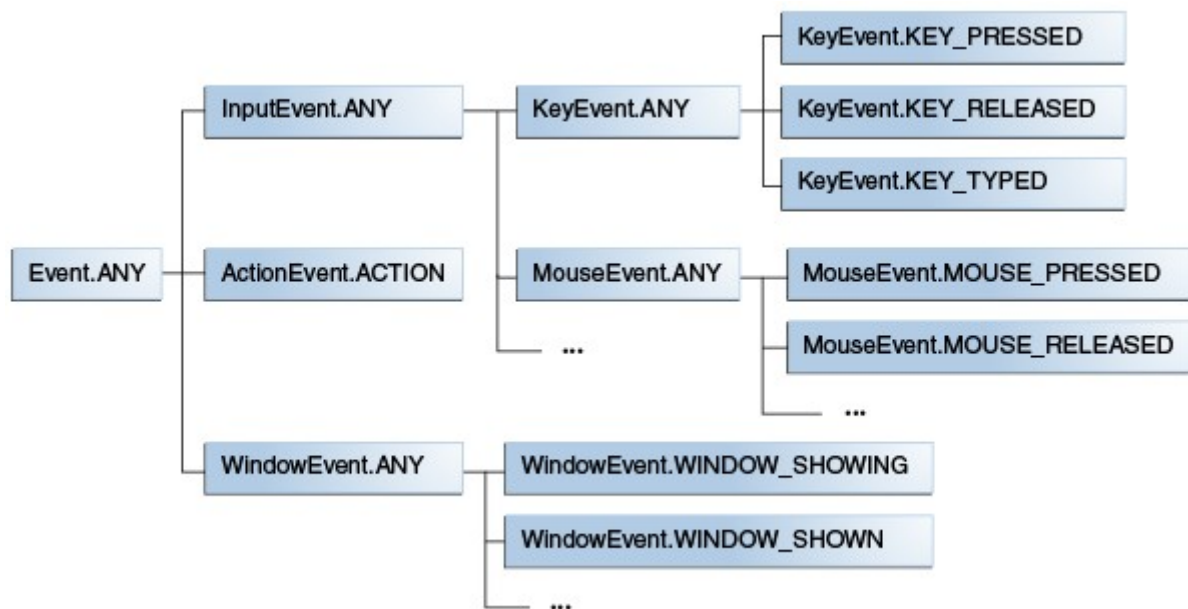 KeyEvent.KEY_PRESSED
InputEvent.ANY
KeyEvent.ANY
KeyEvent.KEY_RELEASED
KeyEvent.KEY_TYPED
Event.ANY
ActionEvent.ACTION
MouseEvent.ANY
MouseEvent.MOUSE_PRESSED
...
MouseEvent.MOUSE_RELEASED
...
WindowEvent.ANY
WindowEvent.WINDOW_SHOWING
WindowEvent.WINDOW_SHOWN
...